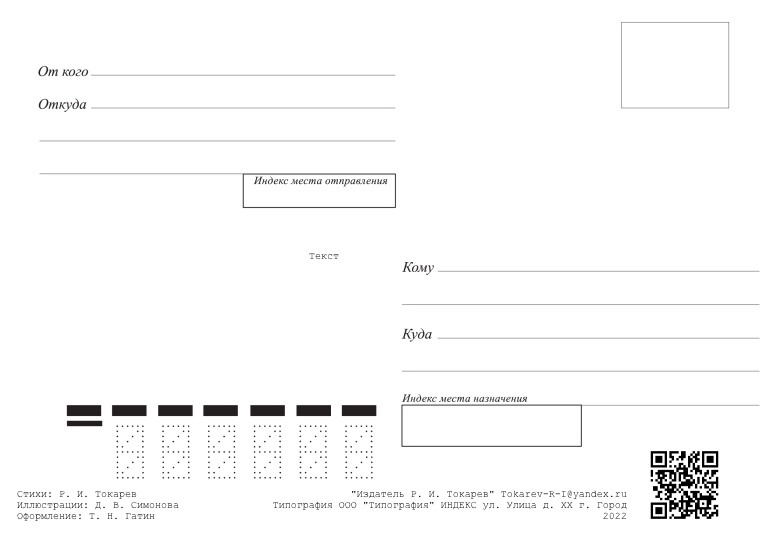 От кого
Откуда
Индекс места отправления
Текст
Кому
Куда
Индекс места назначения
Стихи: Р. И. Токарев
Иллюстрации: Д. В. Симонова
Оформление: Т. Н. Гатин
"Издатель Р. И. Токарев" Tokarev-R-I@yandex.ru
Типография ООО "Типография" ИНДЕКС ул. Улица д. XX г. Город
2022